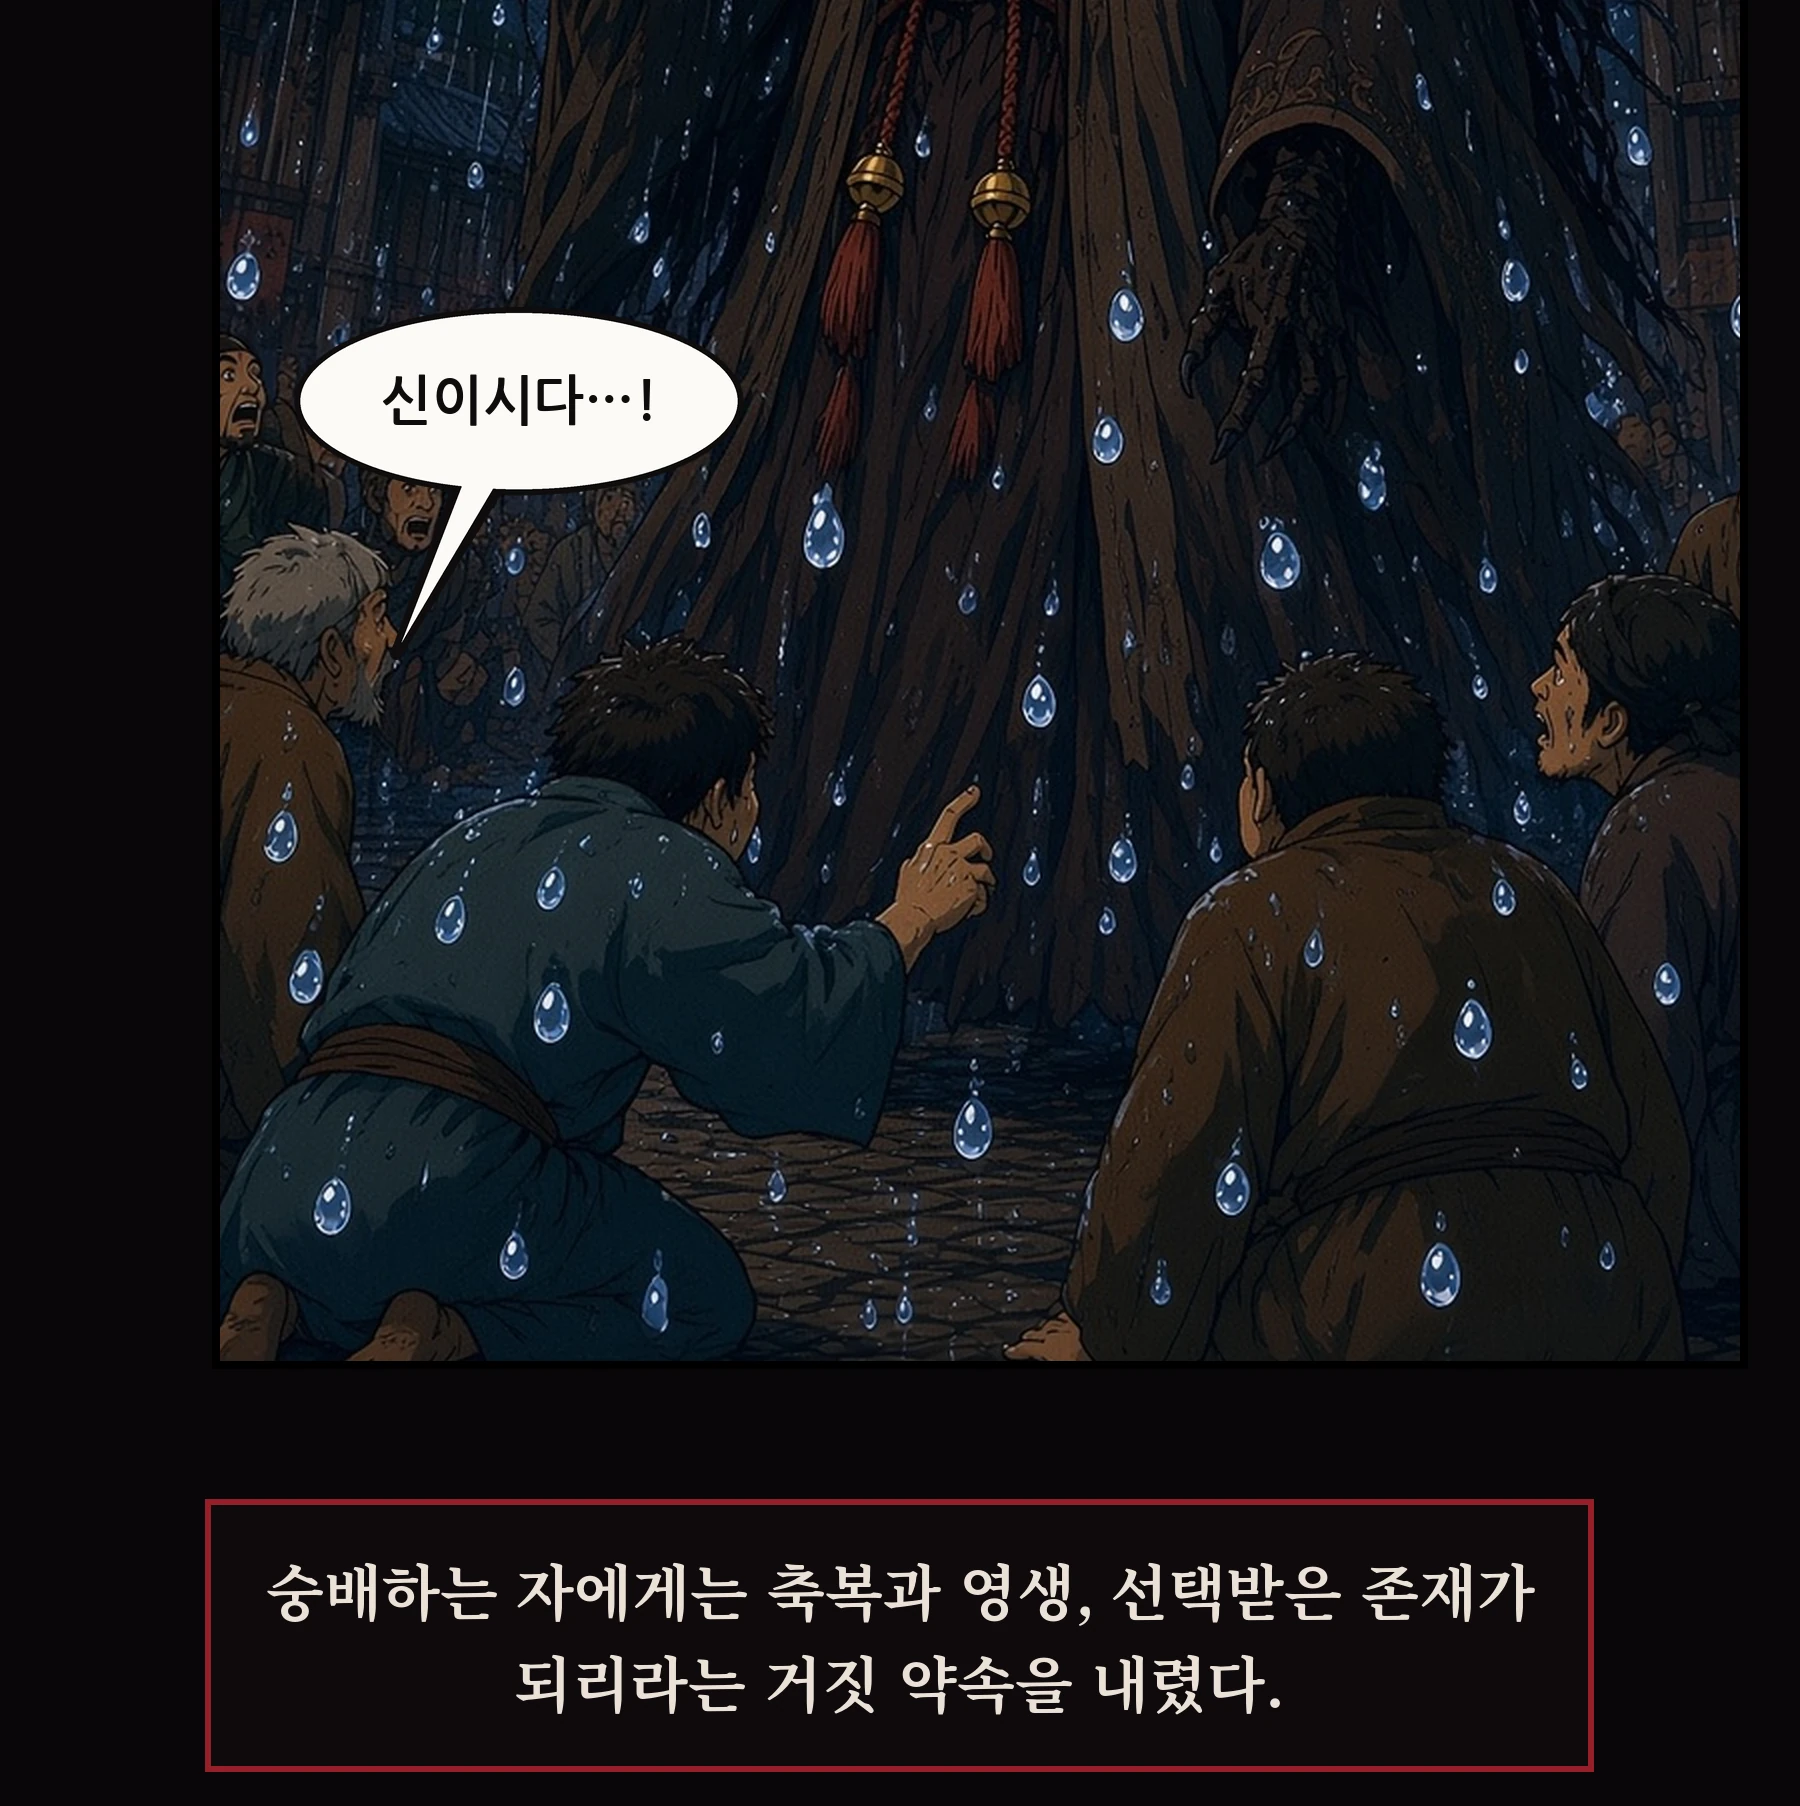 신이시다…!
숭배하는 자에게는 축복과 영생, 선택받은 존재가
되리라는 거짓 약속을 내렸다.